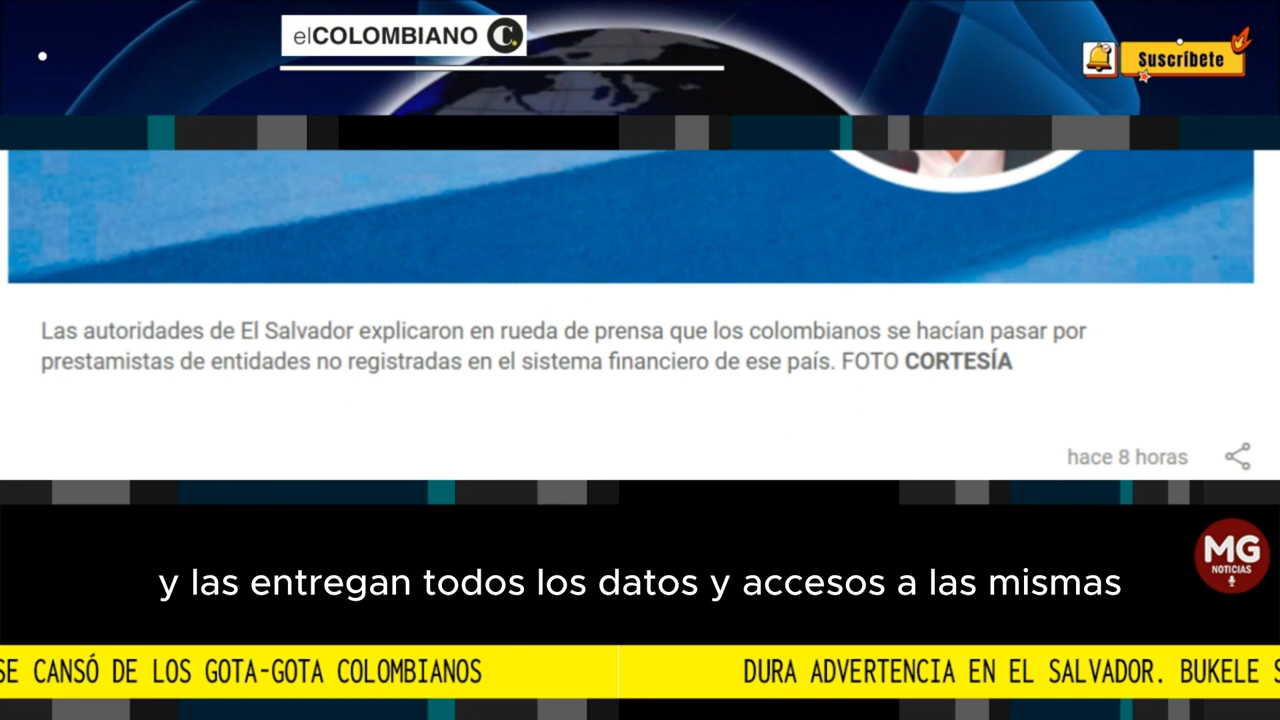 elCOLOMBIANO C.
Suscríbete
Las autoridades de El Salvador explicaron en rueda de prensa que los colombianos se hacían pasar por
prestamistas de entidades no registradas en el sistema financiero de ese país. FOTO CORTESÍA
hace 8 horas
MG
NOTICIAS
y las entregan todos los datos y accesos a las mismas
SE CANSÓ DE LOS GOTA-GOTA COLOMBIANOS
DURA ADVERTENCIA EN EL SALVADOR. BUKELE S